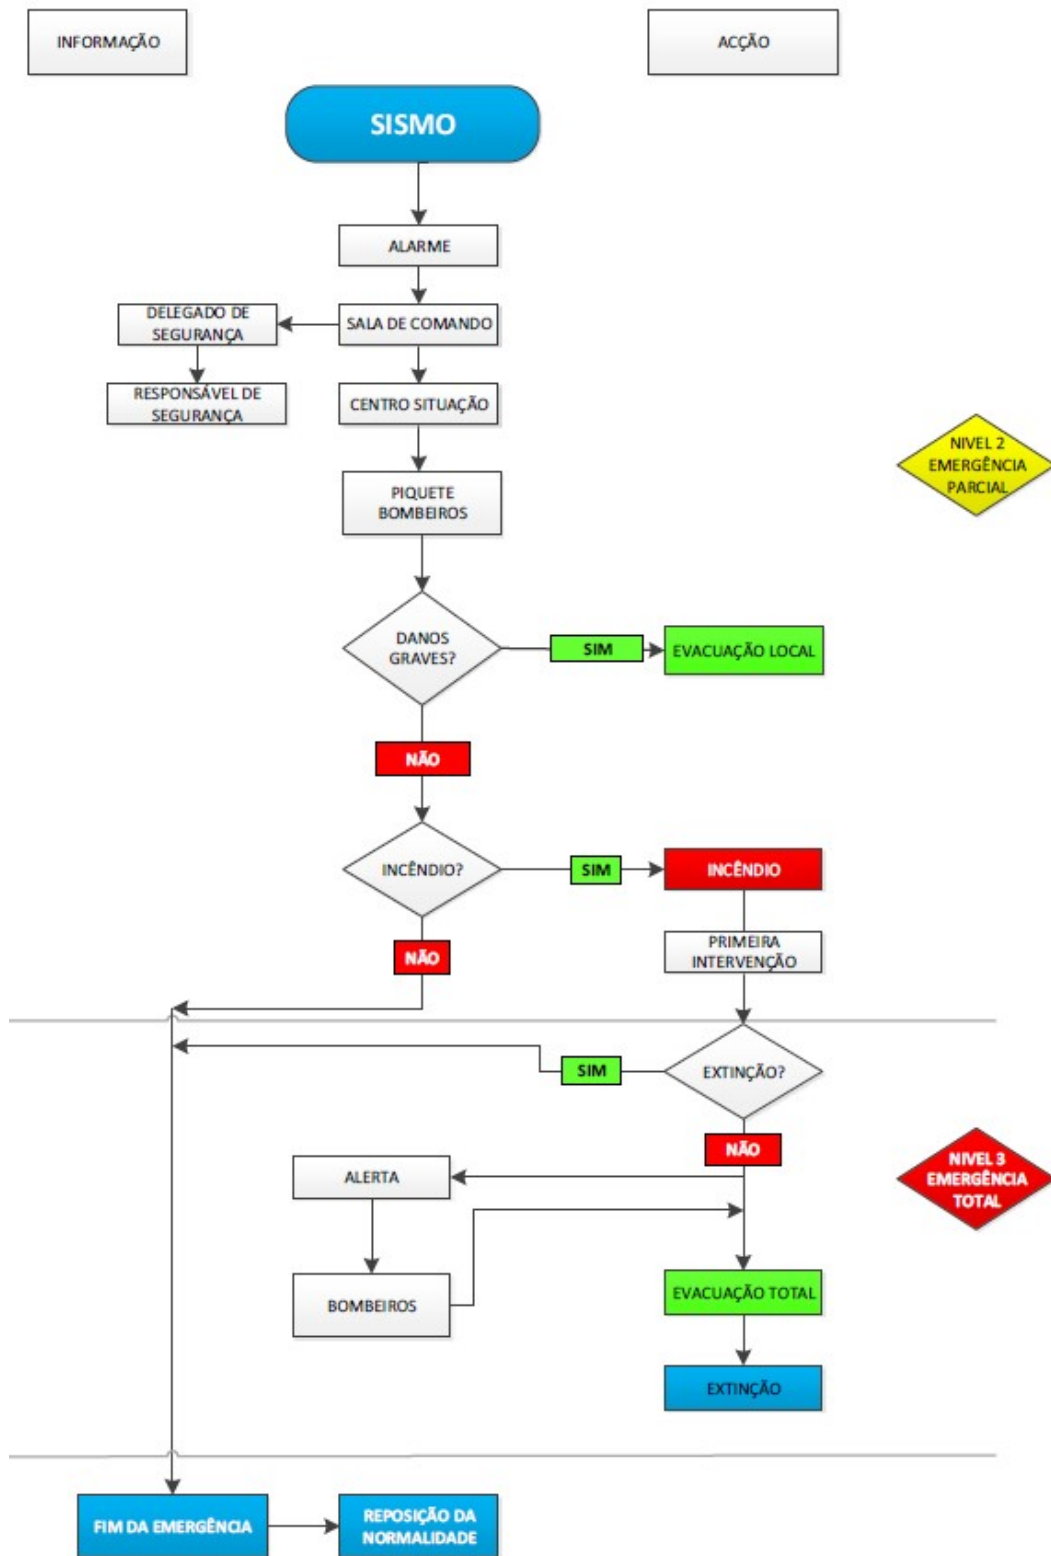 INFORMAÇÃO
ACÇÃO
SISMO
ALARME
DELEGADO DE
SEGURANÇA
SALA DE COMANDO
RESPONSÁVEL DE
SEGURANÇA
CENTRO SITUAÇÃO
NIVEL 2
EMERGÊNCIA
PARCIAL
PIQUETE
BOMBEIROS
DANOS
GRAVES?
SIM
EVACUAÇÃO LOCAL
NÃO
INCÊNDIO?
SIM
INCÊNDIO
NÃO
PRIMEIRA
INTERVENÇÃO
SIM
EXTINÇÃO?
NÃO
NIVEL 3
EMERGÊNCIA
TOTAL
ALERTA
BOMBEIROS
EVACUAÇÃO TOTAL
EXTINÇÃO
FIM DA EMERGÊNCIA
REPOSIÇÃO DA
NORMALIDADE